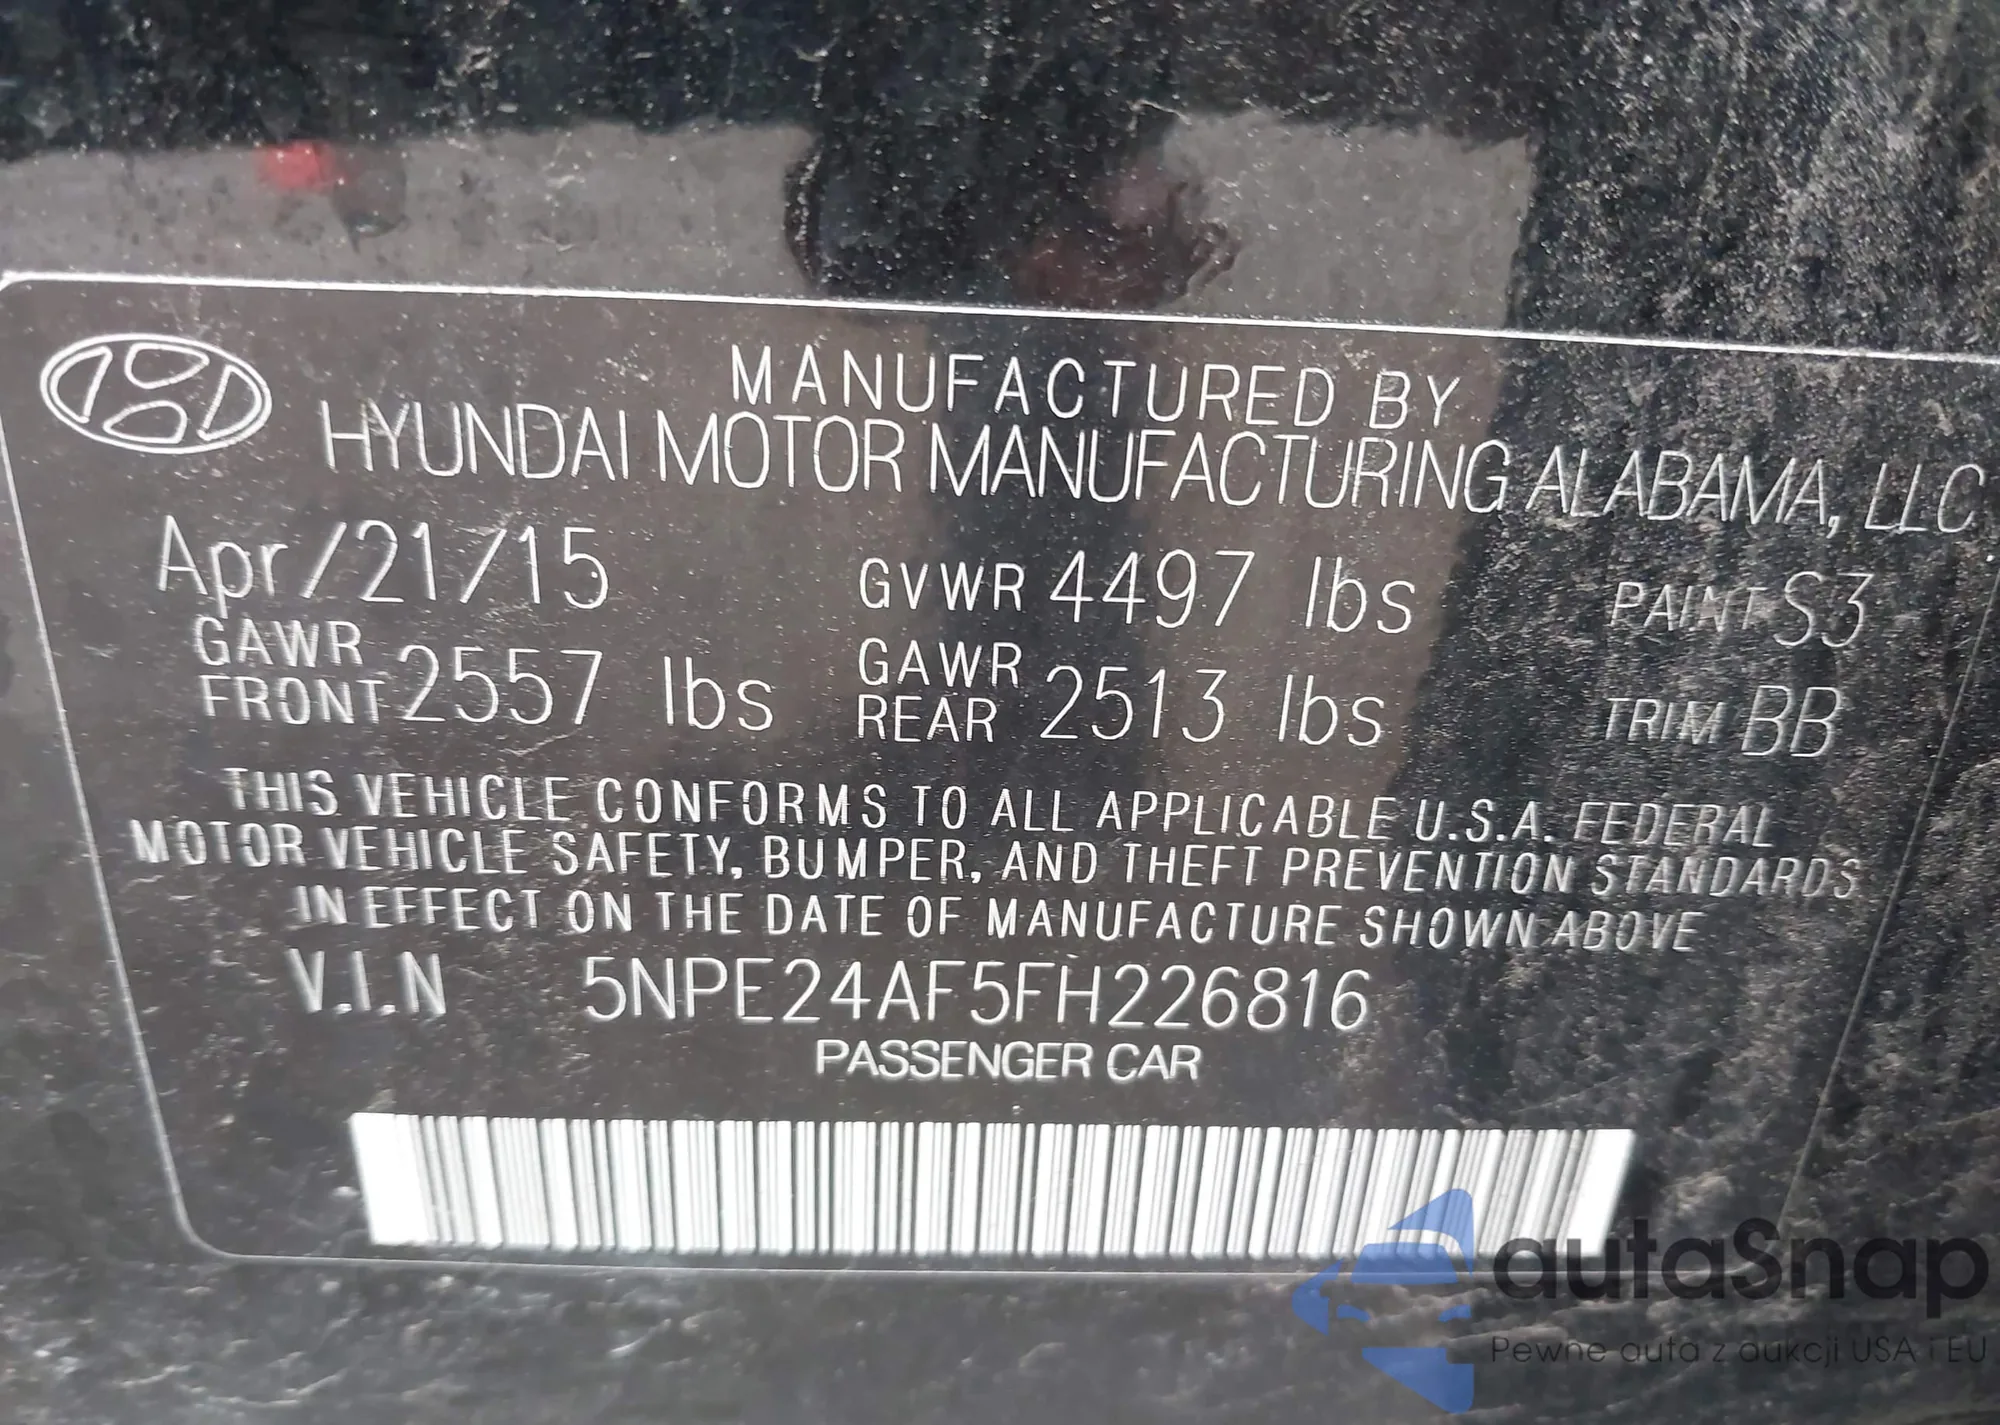 MANUFACTURED BY
HYUNDAI MOTOR MANUFACTURING ALABAMA, LLC
Apr/21/15 GVWR 4497 lbs PAINT S3
GAWR FRONT 2557 lbs GAWR REAR 2513 lbs TRIM BB
THIS VEHICLE CONFORMS TO ALL APPLICABLE U.S.A. FEDERAL
MOTOR VEHICLE SAFETY, BUMPER, AND THEFT PREVENTION STANDARDS
IN EFFECT ON THE DATE OF MANUFACTURE SHOWN ABOVE
V.I.N 5NPE24AF5FH226816
PASSENGER CAR
autaSnap
Pewne auta z aukcji USA i EU